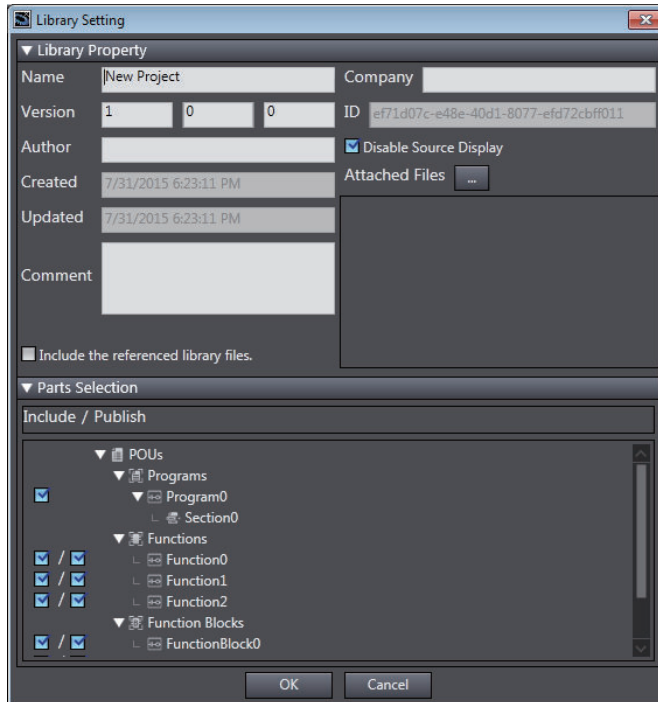 Library Setting
Library Property
Name New Project Company
Version 1 0 0 ID ef71d07c-e48e-40d1-8077-efd72cbff011
Author Disable Source Display
Created 7/31/2015 6:23:11 PM Attached Files ...
Updated 7/31/2015 6:23:11 PM
Comment
Include the referenced library files.
Parts Selection
Include / Publish
POUs
Programs
Program0
Section0
Functions
/ Function0
/ Function1
/ Function2
Function Blocks
/ FunctionBlock0
OK Cancel